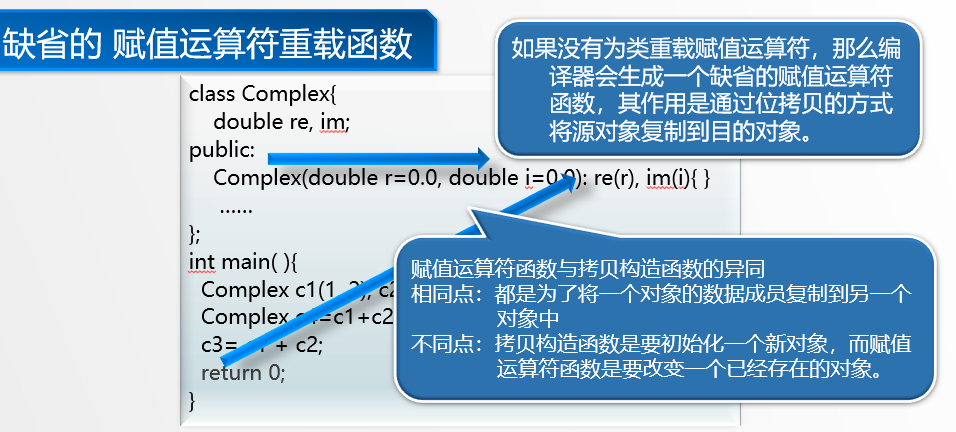 缺省的 赋值运算符重载函数
如果没有为类重载赋值运算符，那么编
译器会生成一个缺省的赋值运算符
函数，其作用是通过位拷贝的方式
将源对象复制到目的对象。
class Complex{
double re, im;
public:
Complex(double r=0.0, double i=0.0): re(r), im(i){ }
……
};
int main( ){
Complex c1(1, 2), c2
Complex c4=c1+c2
c3= c1 + c2;
return 0;
}
赋值运算符函数与拷贝构造函数的异同
相同点：都是为了将一个对象的数据成员复制到另一个
对象中
不同点：拷贝构造函数是要初始化一个新对象，而赋值
运算符函数是要改变一个已经存在的对象。